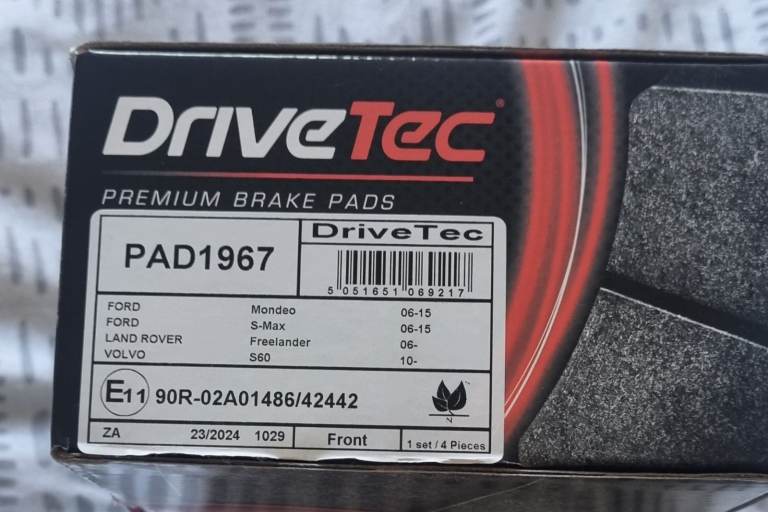 DriveTec®
PREMIUM BRAKE PADS
PAD1967
DriveTec
5 051651 069217
FORD Mondeo 06-15
FORD S-Max 06-15
LAND ROVER Freelander 06-
VOLVO S60 10-
E11 90R-02A01486/42442
N
ZA 23/2024 1029 Front 1 set / 4 Pieces